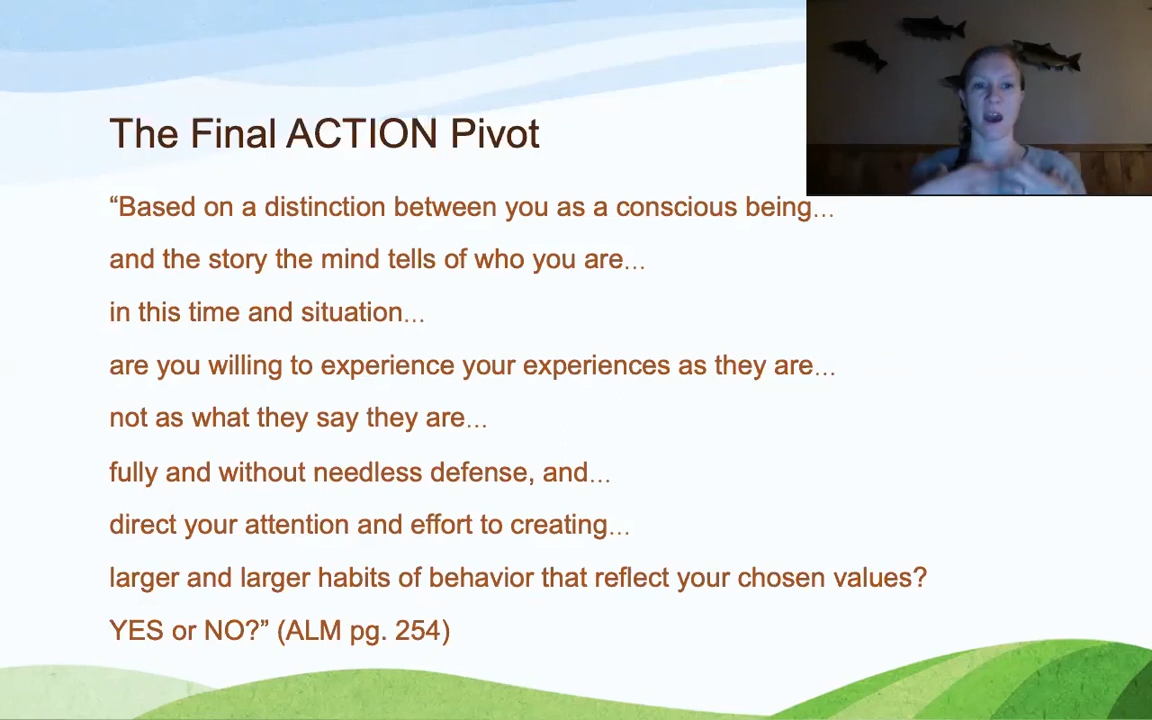 The Final ACTION Pivot
“Based on a distinction between you as a conscious being...
and the story the mind tells of who you are...
in this time and situation...
are you willing to experience your experiences as they are...
not as what they say they are...
fully and without needless defense, and...
direct your attention and effort to creating...
larger and larger habits of behavior that reflect your chosen values?
YES or NO?” (ALM pg. 254)